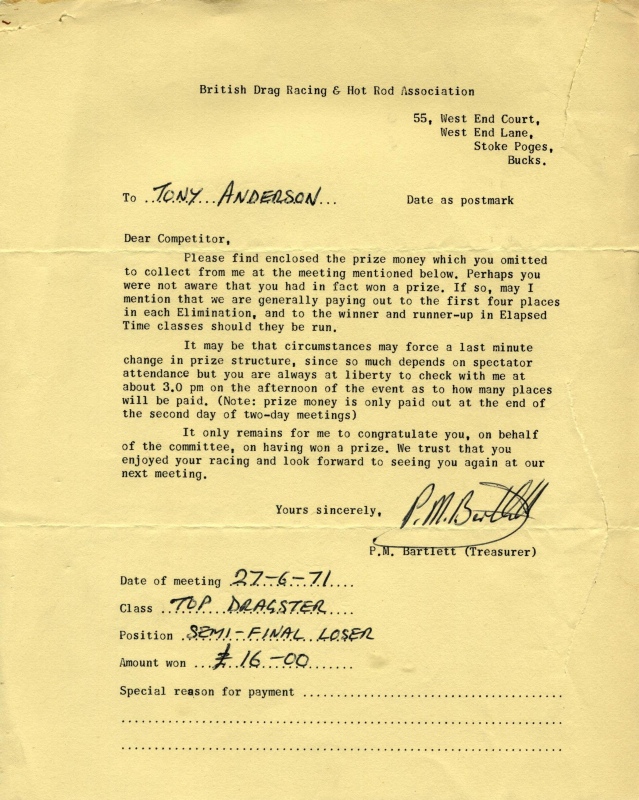 British Drag Racing & Hot Rod Association
55, West End Court,
West End Lane,
Stoke Poges,
Bucks.
To ..TONY...ANDERSON... Date as postmark
Dear Competitor,
Please find enclosed the prize money which you omitted
to collect from me at the meeting mentioned below. Perhaps you
were not aware that you had in fact won a prize. If so, may I
mention that we are generally paying out to the first four places
in each Elimination, and to the winner and runner-up in Elapsed
Time classes should they be run.
It may be that circumstances may force a last minute
change in prize structure, since so much depends on spectator
attendance but you are always at liberty to check with me at
about 3.0 pm on the afternoon of the event as to how many places
will be paid. (Note: prize money is only paid out at the end of
the second day of two-day meetings)
It only remains for me to congratulate you, on behalf
of the committee, on having won a prize. We trust that you
enjoyed your racing and look forward to seeing you again at our
next meeting.
Yours sincerely, P.M. Bartlett
P.M. Bartlett (Treasurer)
Date of meeting 27-6-71....
Class .TOP DRAGSTER....
Position .SEMI-FINAL LOSER
Amount won ...£16-00.......
Special reason for payment .......................................
..................................................................
..................................................................